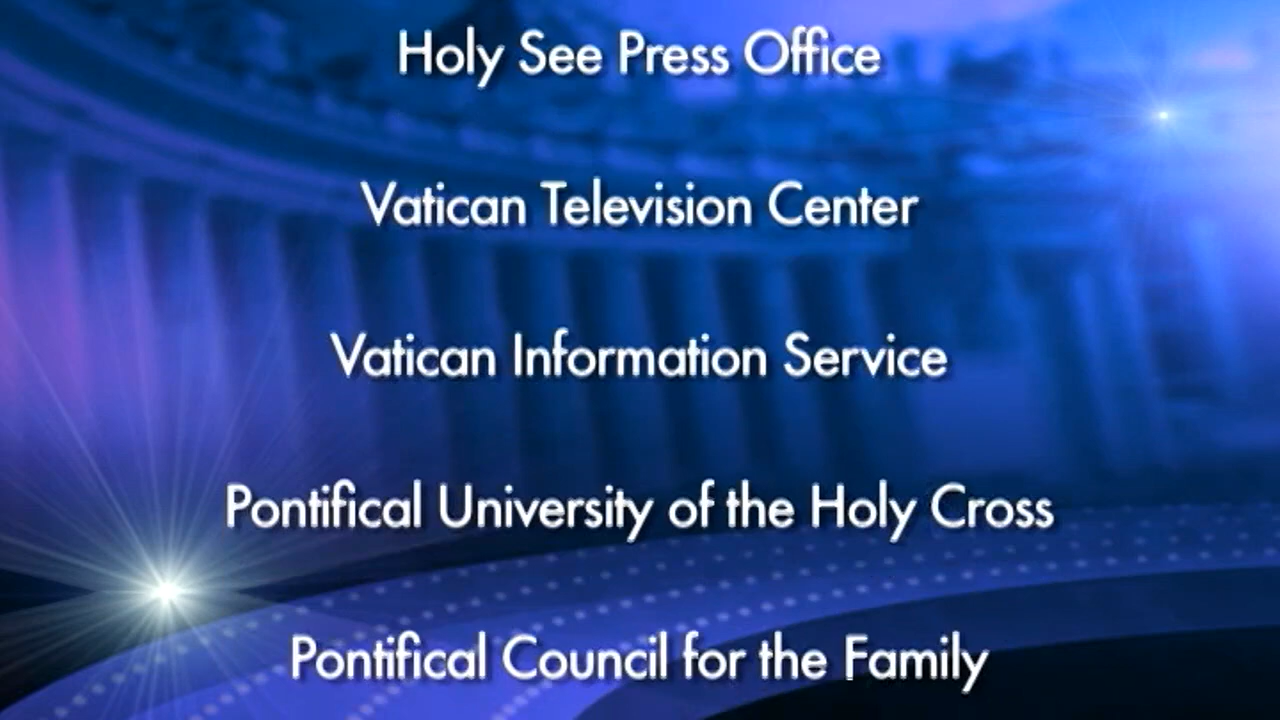 Holy See Press Office
Vatican Television Center
Vatican Information Service
Pontifical University of the Holy Cross
Pontifical Council for the Family